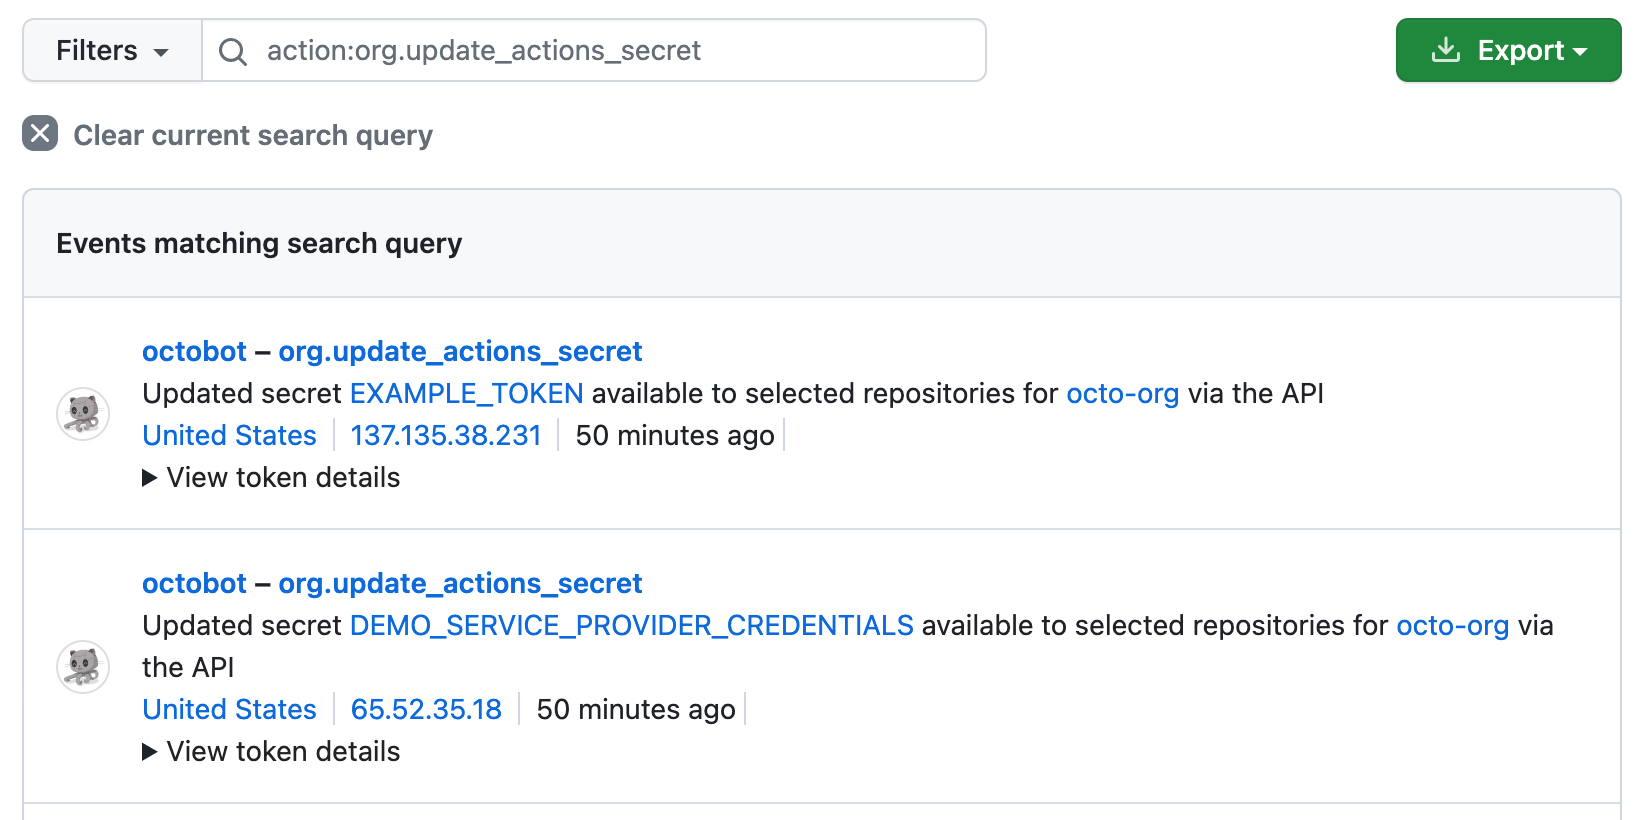 Filters action:org.update_actions_secret Export
Clear current search query
Events matching search query
octobot – org.update_actions_secret
Updated secret EXAMPLE_TOKEN available to selected repositories for octo-org via the API
United States 137.135.38.231 50 minutes ago
View token details
octobot – org.update_actions_secret
Updated secret DEMO_SERVICE_PROVIDER_CREDENTIALS available to selected repositories for octo-org via
the API
United States 65.52.35.18 50 minutes ago
View token details